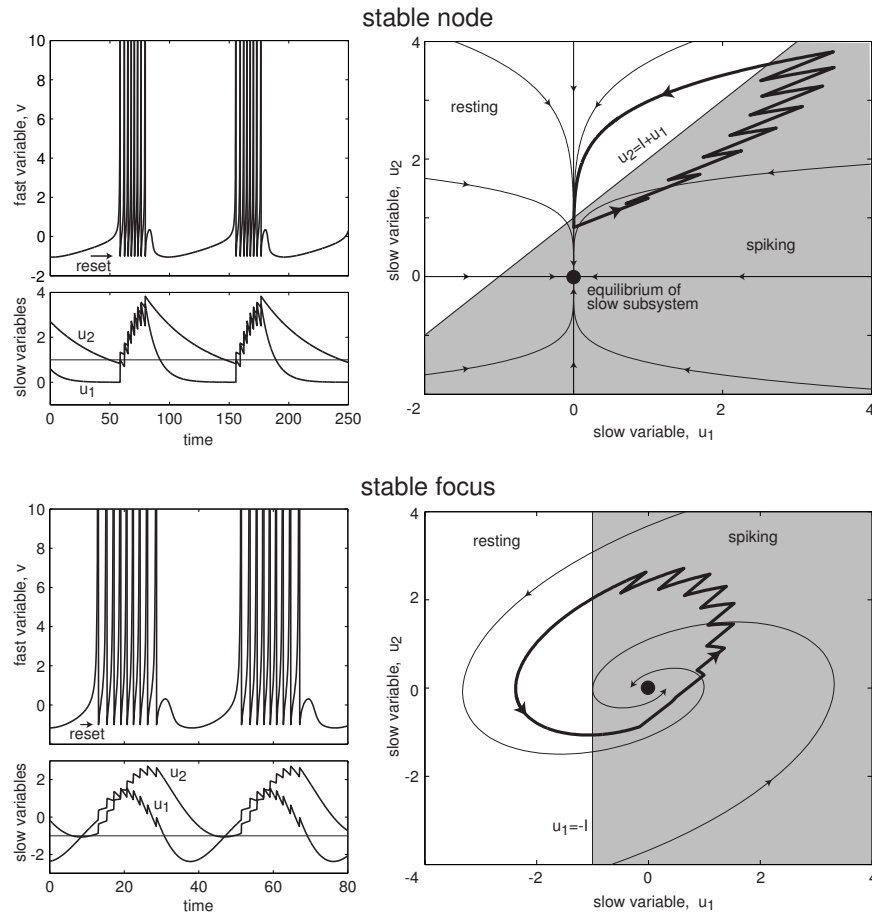 stable node
10
8
6
4
2
0
-2
fast variable, v
reset
4
2
0
slow variables
u2
u1
0
50
100
150
200
250
time
4
2
0
-2
slow variable, u2
resting
u2=I+u1
spiking
equilibrium of
slow subsystem
-2
0
2
4
slow variable, u1
stable focus
10
8
6
4
2
0
fast variable, v
reset
2
0
-2
slow variables
u2
u1
0
20
40
60
80
time
4
2
0
-2
-4
slow variable, u2
resting
spiking
u1=-I
-4
-2
0
2
4
slow variable, u1